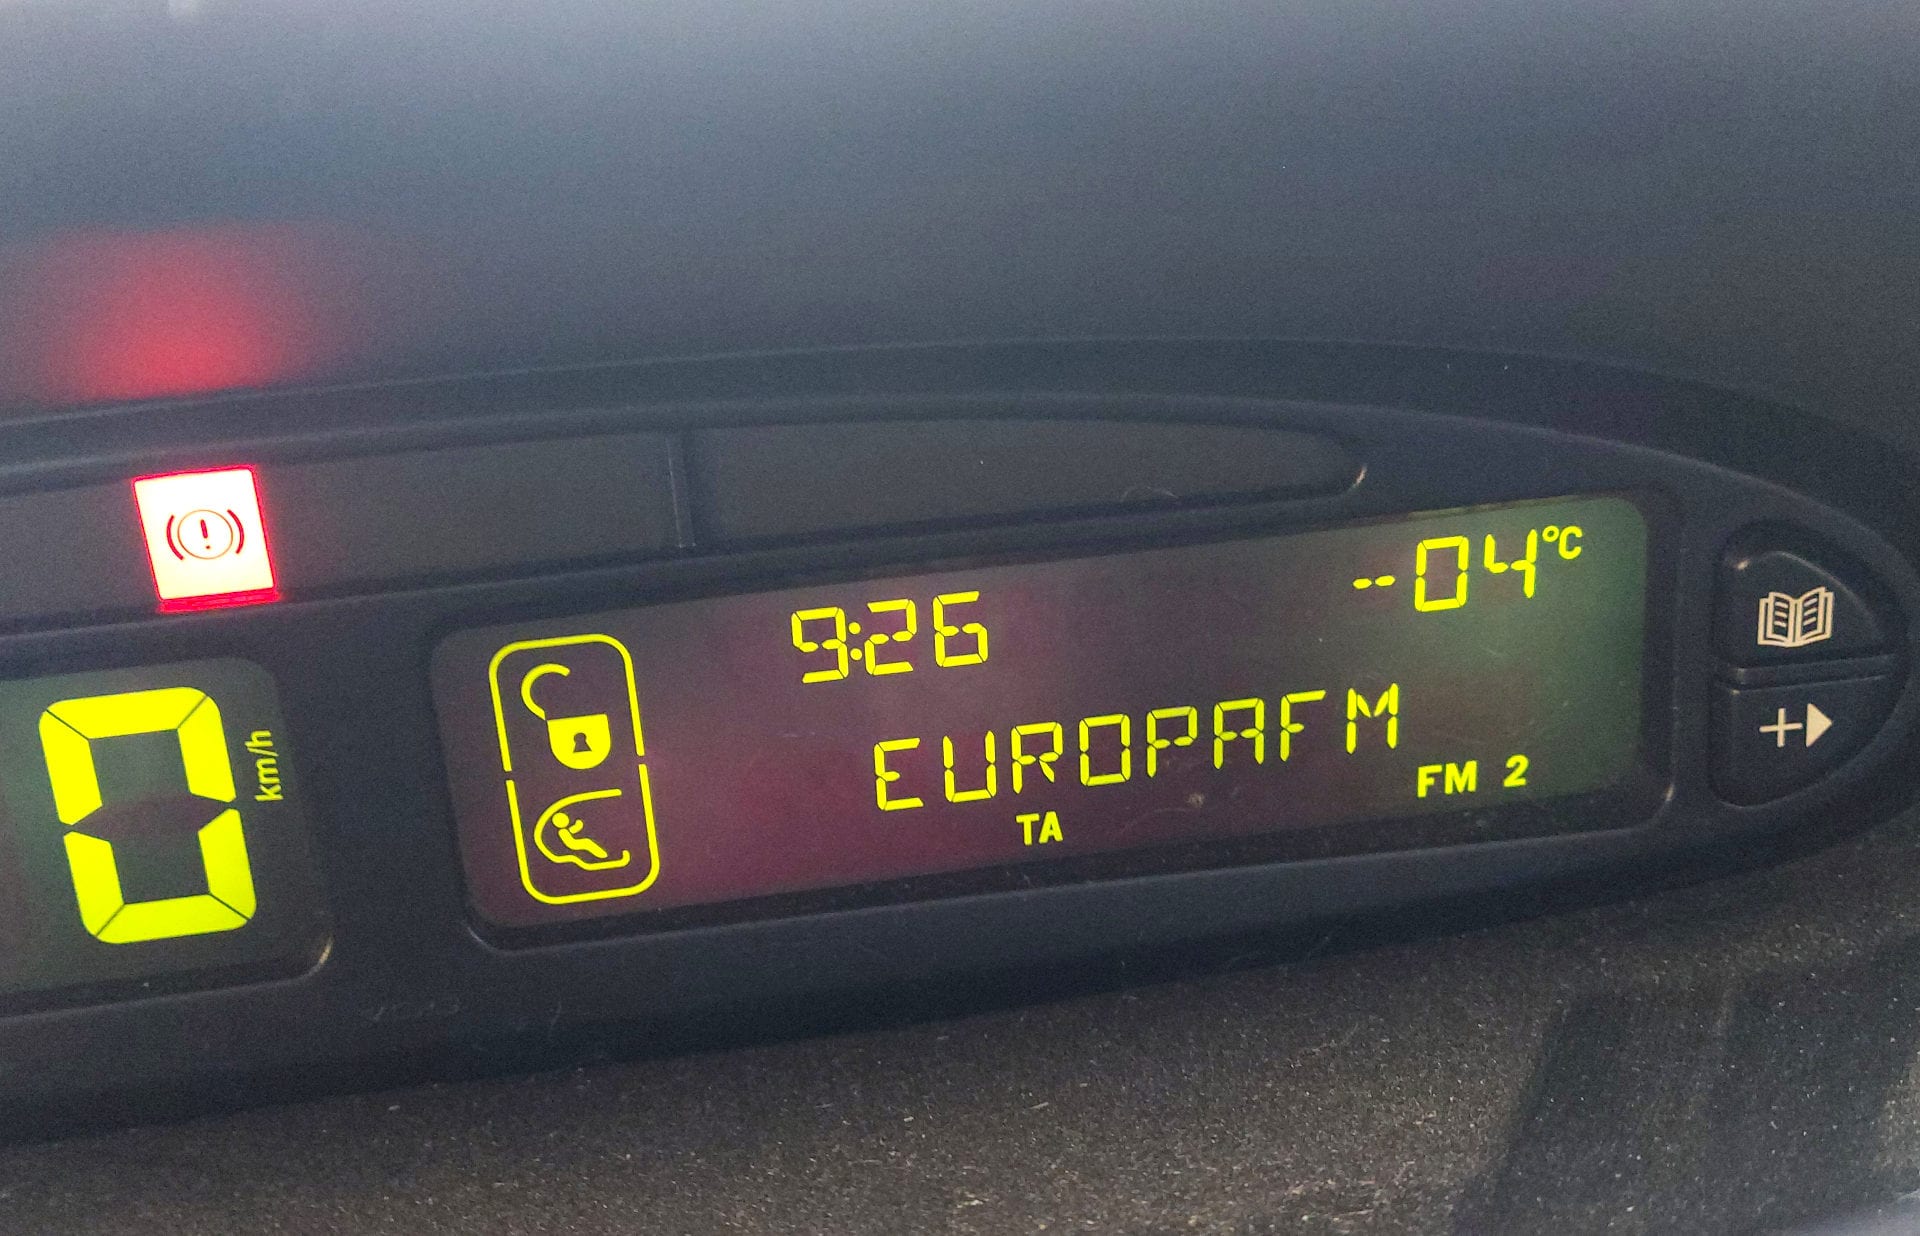 9:26
--04°C
EUROPAFM
TA
FM 2
0 km/h